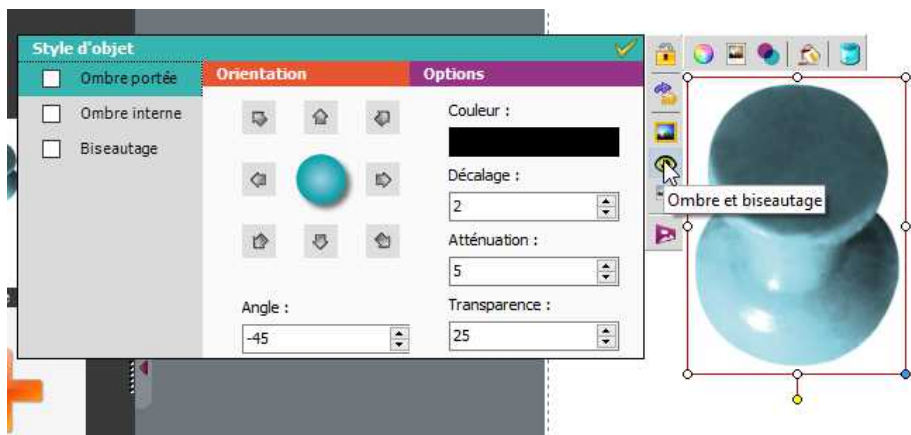 Style d'objet
Ombre portée
Ombre interne
Biseautage
Orientation
Angle :
-45
Options
Couleur :
Décalage :
2
Atténuation :
5
Transparence :
25
Ombre et biseautage